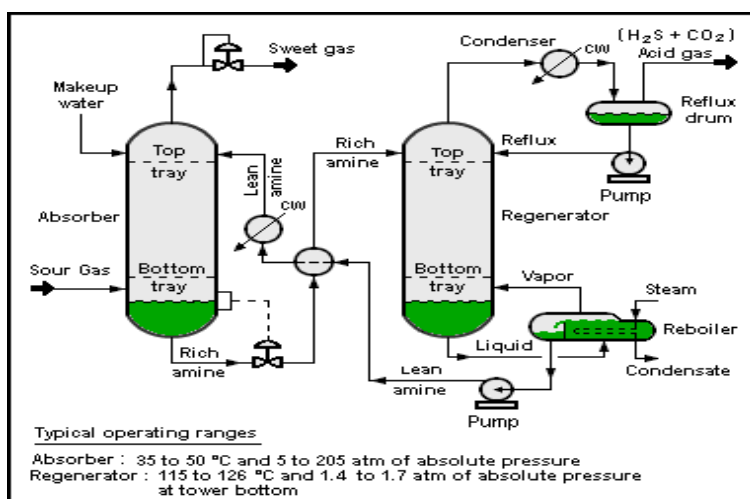 Sweet gas
Condenser
CW
(H₂S + CO₂)
Acid gas
Makeup
water
Reflux
drum
Rich
amine
Reflux
Top
tray
Lean
amine
Top
tray
Pump
Absorber
CW
Regenerator
Sour Gas
Bottom
tray
Bottom
tray
Vapor
Steam
Reboiler
Rich
amine
Liquid
Lean
amine
Condensate
Pump
Typical operating ranges
Absorber : 35 to 50 °C and 5 to 205 atm of absolute pressure
Regenerator : 115 to 126 °C and 1.4 to 1.7 atm of absolute pressure
at tower bottom